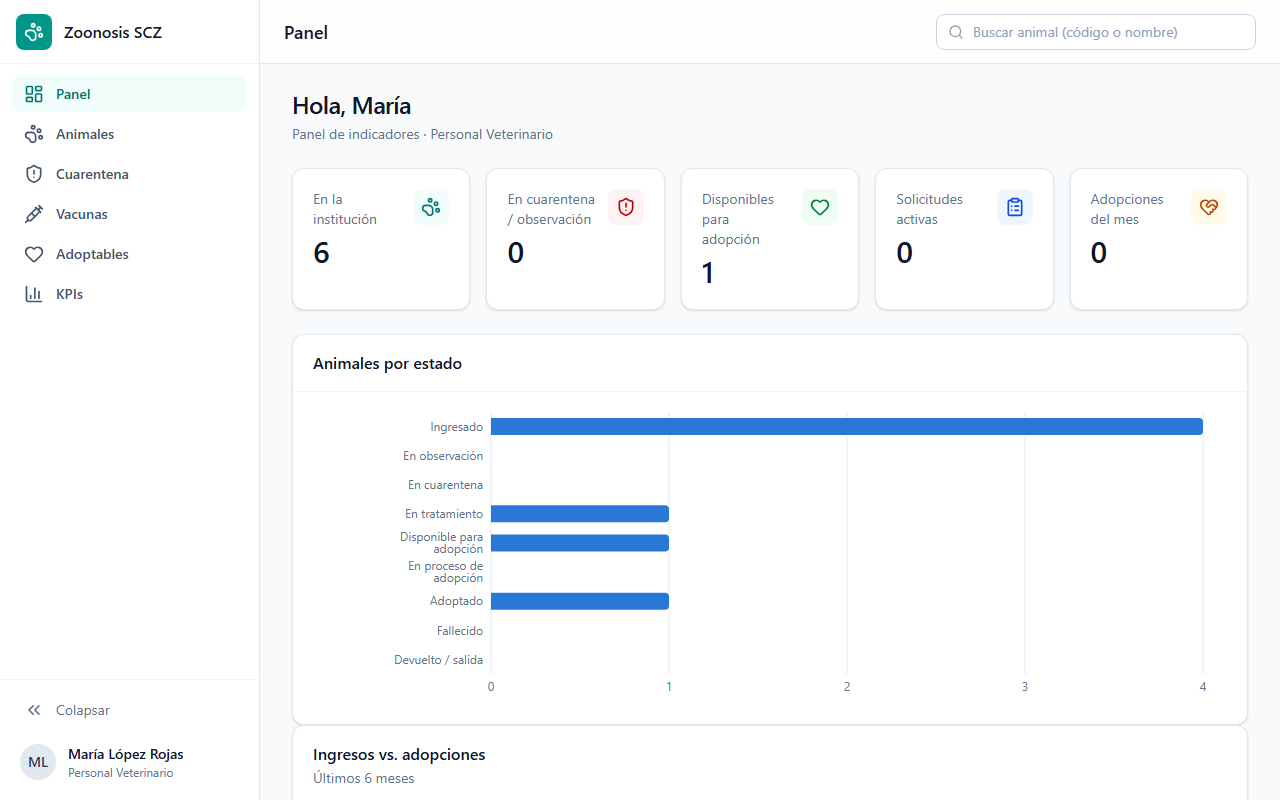 Zoonosis SCZ
Panel
Buscar animal (código o nombre)
Panel
Animales
Cuarentena
Vacunas
Adoptables
KPIs
Colapsar
ML
María López Rojas
Personal Veterinario
Hola, María
Panel de indicadores · Personal Veterinario
En la
institución
6
En cuarentena
/ observación
0
Disponibles
para
adopción
1
Solicitudes
activas
0
Adopciones
del mes
0
Animales por estado
Ingresado
En observación
En cuarentena
En tratamiento
Disponible para
adopción
En proceso de
adopción
Adoptado
Fallecido
Devuelto / salida
0 1 2 3 4
Ingresos vs. adopciones
Últimos 6 meses